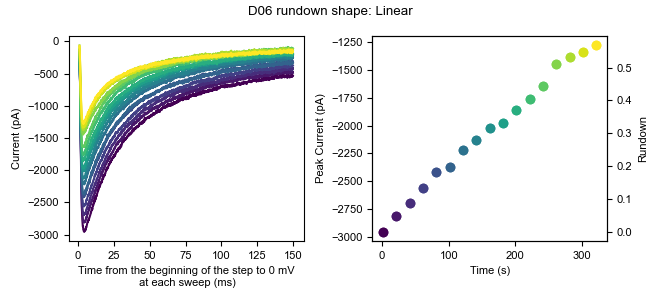 D06 rundown shape: Linear
Current (pA)
0
−500
−1000
−1500
−2000
−2500
−3000
0 25 50 75 100 125 150
Time from the beginning of the step to 0 mV
at each sweep (ms)
Peak Current (pA)
−1250
−1500
−1750
−2000
−2250
−2500
−2750
−3000
0 100 200 300
Time (s)
0.5
0.4
0.3
0.2
0.1
0.0
Rundown